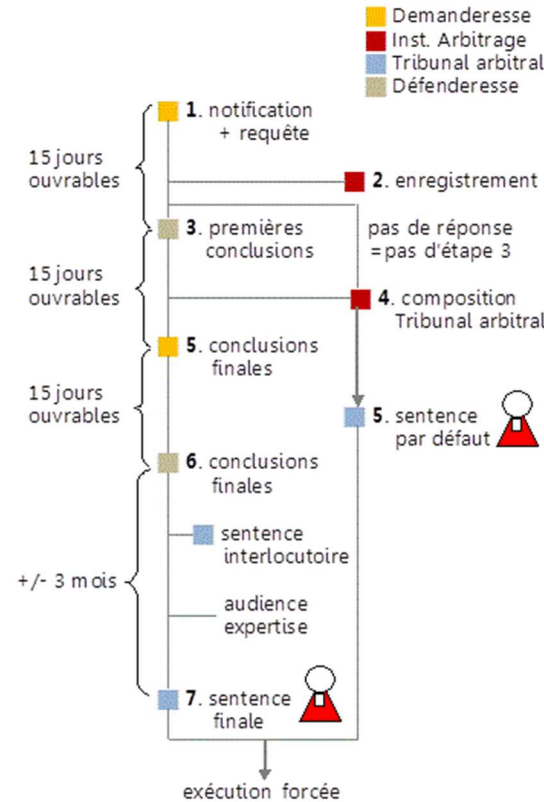 Demanderesse
Inst. Arbitrage
Tribunal arbitral
Défenderesse
1. notification
+ requête
15 jours
ouvrables
2. enregistrement
3. premières
conclusions
pas de réponse
=pas d'étape 3
15 jours
ouvrables
4. composition
Tribunal arbitral
5. conclusions
finales
15 jours
ouvrables
5. sentence
par défaut
6. conclusions
finales
sentence
interlocutoire
+/- 3 mois
audience
expertise
7. sentence
finale
exécution forcée